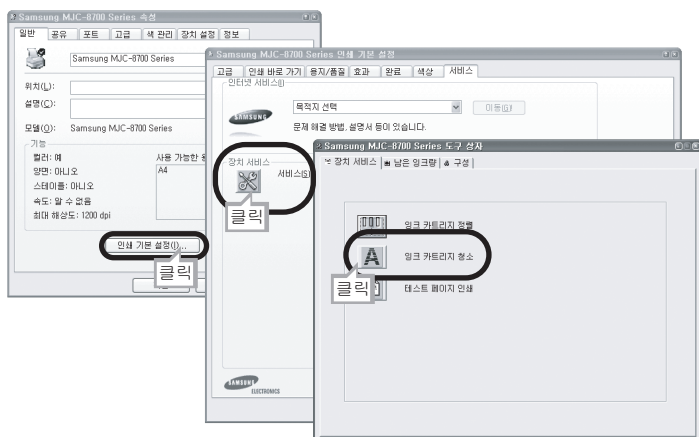 Samsung MJC-8700 Series 속성
일반 공유 포트 고급 색 관리 장치 설정 정보
Samsung MJC-8700 Series
위치(L):
설명(C):
모델(O): Samsung MJC-8700 Series
기능
컬러: 예
양면: 아니오
스테이플: 아니오
속도: 알 수 없음
최대 해상도: 1200 dpi
사용 가능한
A4
인쇄 기본 설정(I)...
클릭
Samsung MJC-8700 Series 인쇄 기본 설정
고급 인쇄 바로 가기 용지/품질 효과 완료 색상 서비스
인터넷 서비스(I)
SAMSUNG
목적지 선택
이동(G)
문제 해결 방법, 설명서 등이 있습니다.
장치 서비스
서비스(S)
클릭
SAMSUNG
ELECTRONICS
Samsung MJC-8700 Series 도구 상자
장치 서비스 남은 잉크량 구성
잉크 카트리지 정렬
잉크 카트리지 청소
클릭
테스트 페이지 인쇄